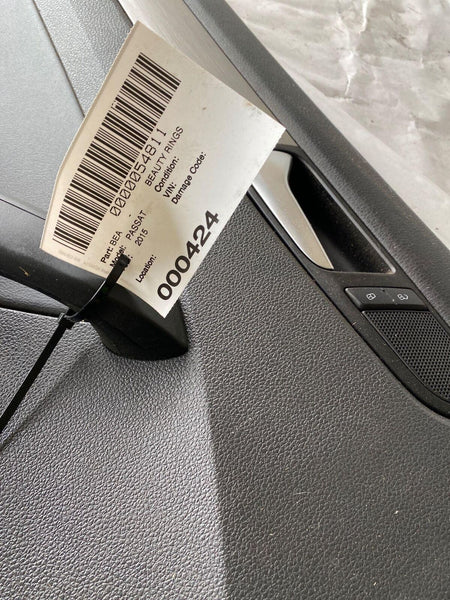 0000054811
BEAUTY RINGS
Part: BEA
Condition:
Model: PASSAT
VIN:
2015
Damage Code:
Location:
000424